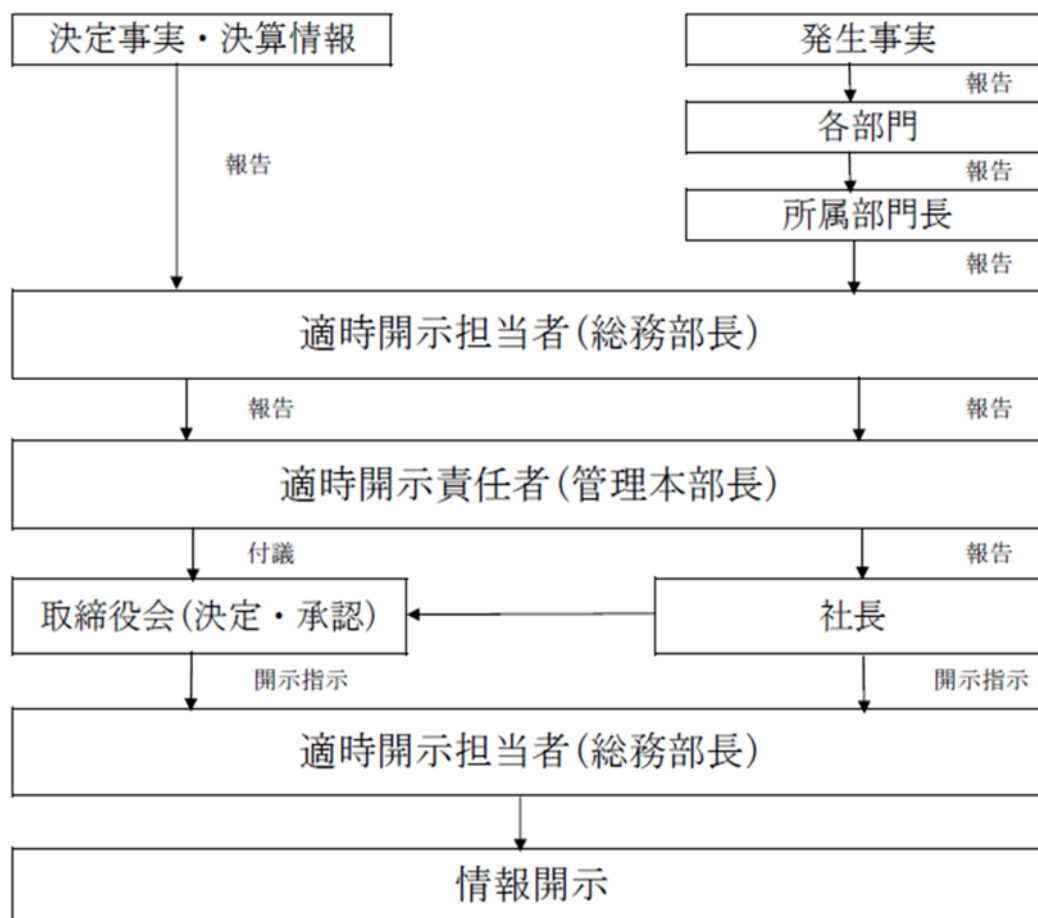 決定事実・決算情報
発生事実
報告
各部門
報告
報告
所属部門長
報告
適時開示担当者(総務部長)
報告
報告
適時開示責任者(管理本部長)
付議
報告
取締役会(決定・承認)
社長
開示指示
開示指示
適時開示担当者(総務部長)
情報開示